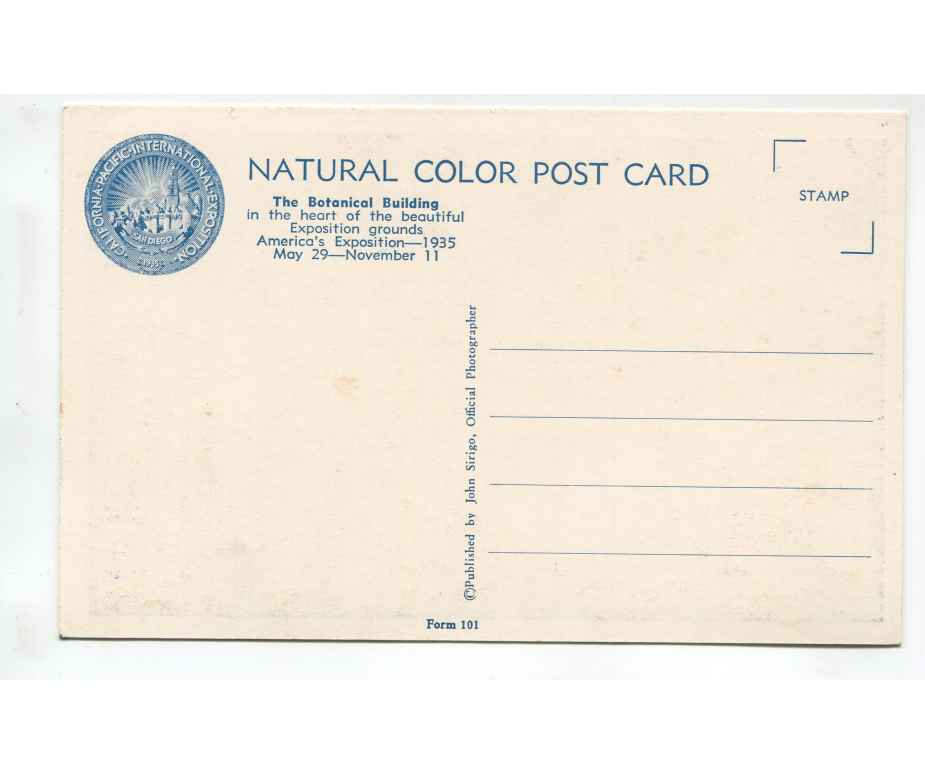 CALIFORNIA·PACIFIC·INTERNATIONAL·EXPOSITION·
SAN DIEGO
1935
NATURAL COLOR POST CARD
STAMP
The Botanical Building
in the heart of the beautiful
Exposition grounds
America's Exposition—1935
May 29—November 11
©Published by John Sirigo, Official Photographer
Form 101